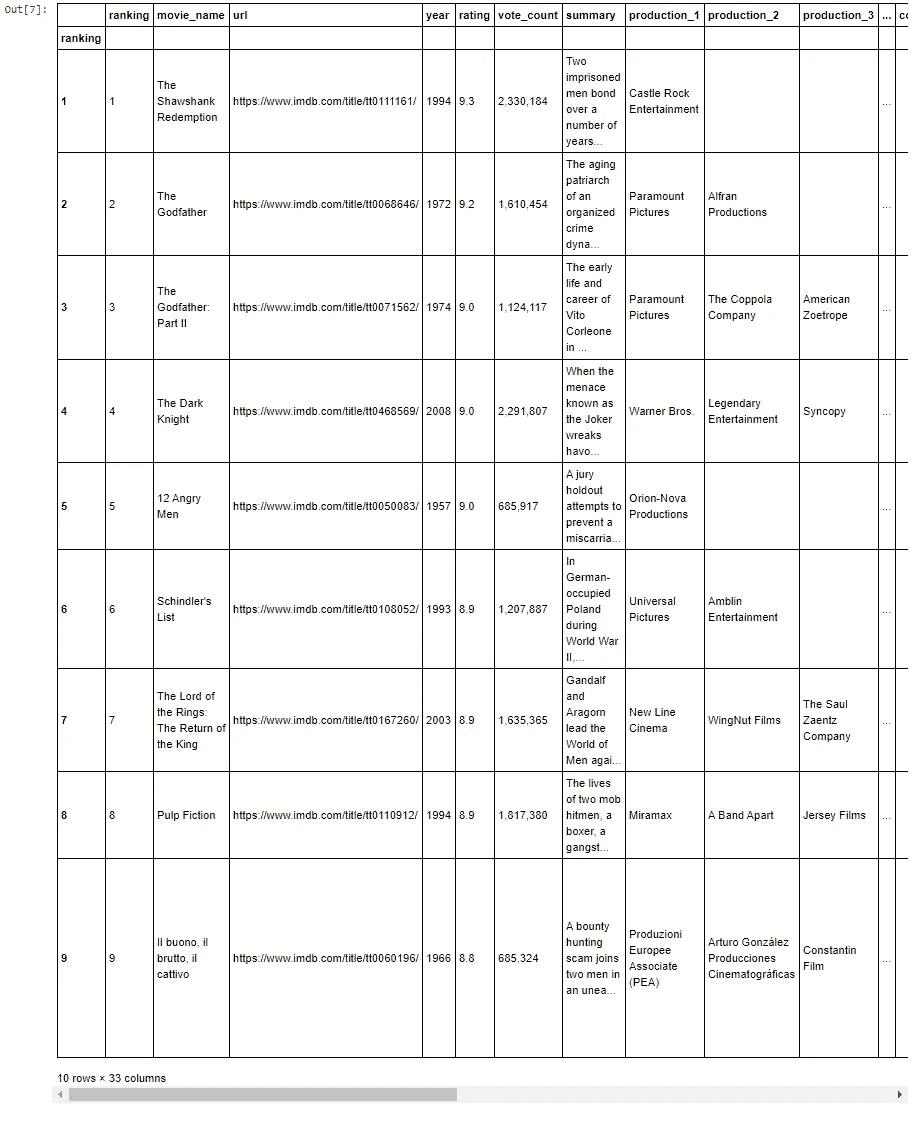 Out[7]:
ranking movie_name url year rating vote_count summary production_1 production_2 production_3 ... co
ranking
1 1 The Shawshank Redemption https://www.imdb.com/title/tt0111161/ 1994 9.3 2,330,184 Two imprisoned men bond over a number of years... Castle Rock Entertainment ...
2 2 The Godfather https://www.imdb.com/title/tt0068646/ 1972 9.2 1,610,454 The aging patriarch of an organized crime dyna... Paramount Pictures Alfran Productions ...
3 3 The Godfather: Part II https://www.imdb.com/title/tt0071562/ 1974 9.0 1,124,117 The early life and career of Vito Corleone in ... Paramount Pictures The Coppola Company American Zoetrope ...
4 4 The Dark Knight https://www.imdb.com/title/tt0468569/ 2008 9.0 2,291,807 When the menace known as the Joker wreaks havo... Warner Bros. Legendary Entertainment Syncopy ...
5 5 12 Angry Men https://www.imdb.com/title/tt0050083/ 1957 9.0 685,917 A jury holdout attempts to prevent a miscarria... Orion-Nova Productions ...
6 6 Schindler's List https://www.imdb.com/title/tt0108052/ 1993 8.9 1,207,887 In German-occupied Poland during World War II,... Universal Pictures Amblin Entertainment ...
7 7 The Lord of the Rings: The Return of the King https://www.imdb.com/title/tt0167260/ 2003 8.9 1,635,365 Gandalf and Aragorn lead the World of Men agai... New Line Cinema WingNut Films The Saul Zaentz Company ...
8 8 Pulp Fiction https://www.imdb.com/title/tt0110912/ 1994 8.9 1,817,380 The lives of two mob hitmen, a boxer, a gangst... Miramax A Band Apart Jersey Films ...
9 9 Il buono, il brutto, il cattivo https://www.imdb.com/title/tt0060196/ 1966 8.8 685,324 A bounty hunting scam joins two men in an unea... Produzioni Europee Associate (PEA) Arturo González Producciones Cinematográficas Constantin Film ...
10 rows × 33 columns